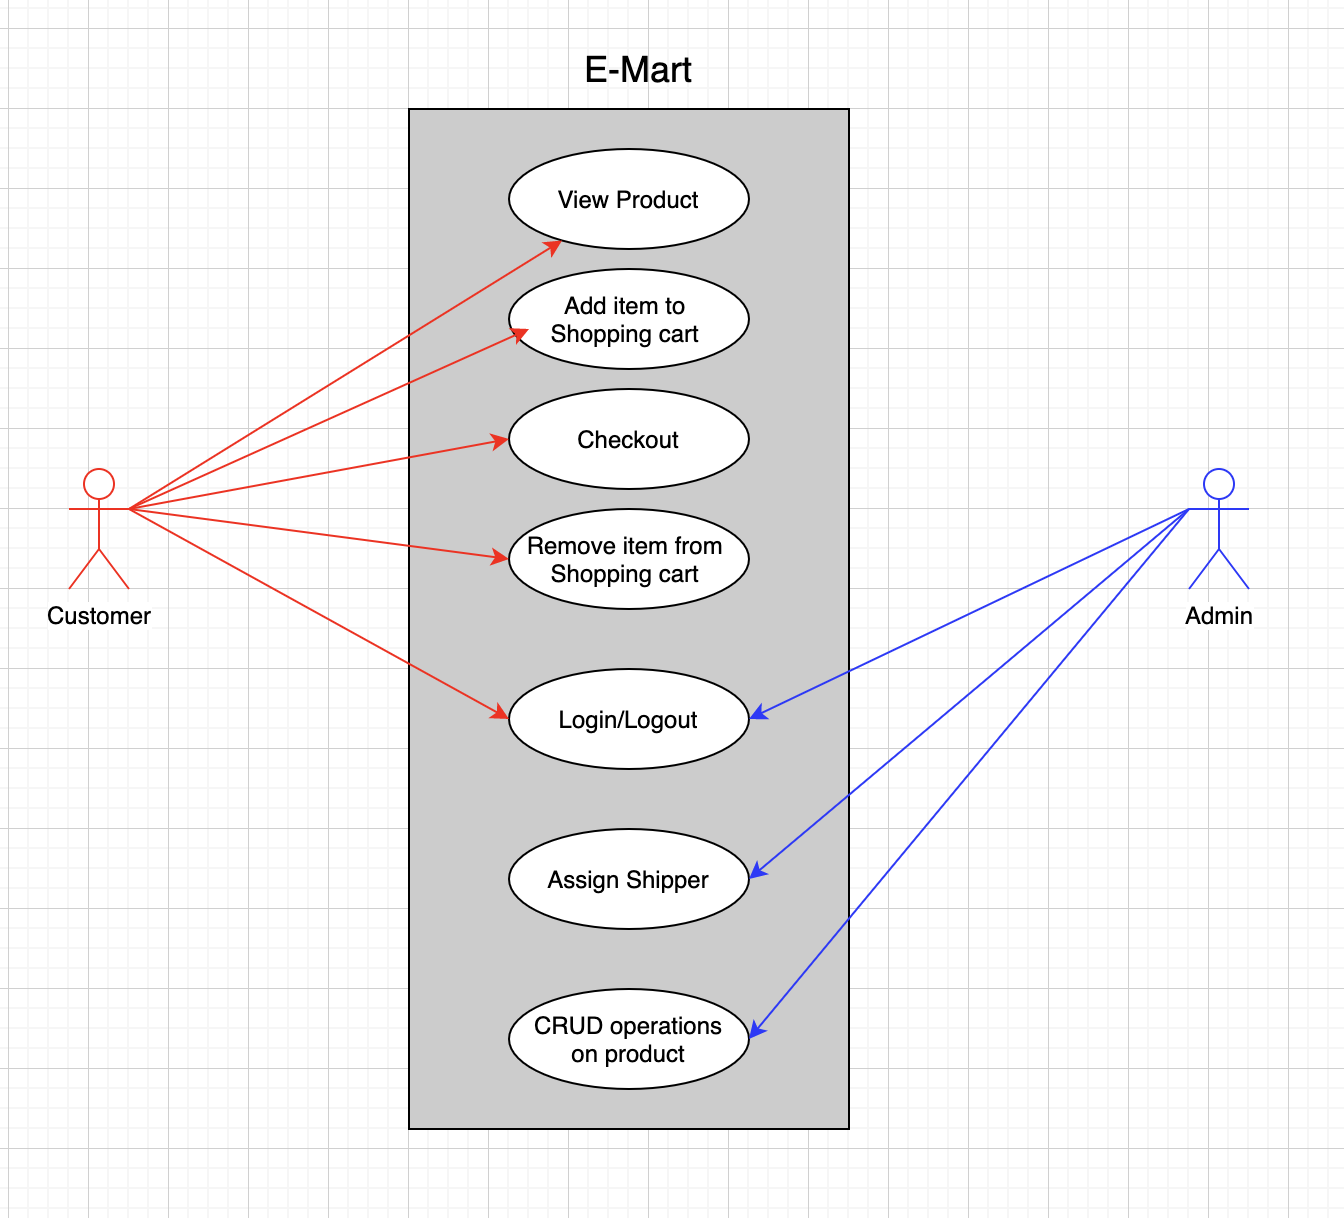 E-Mart
View Product
Add item to
Shopping cart
Checkout
Remove item from
Shopping cart
Customer
Admin
Login/Logout
Assign Shipper
CRUD operations
on product